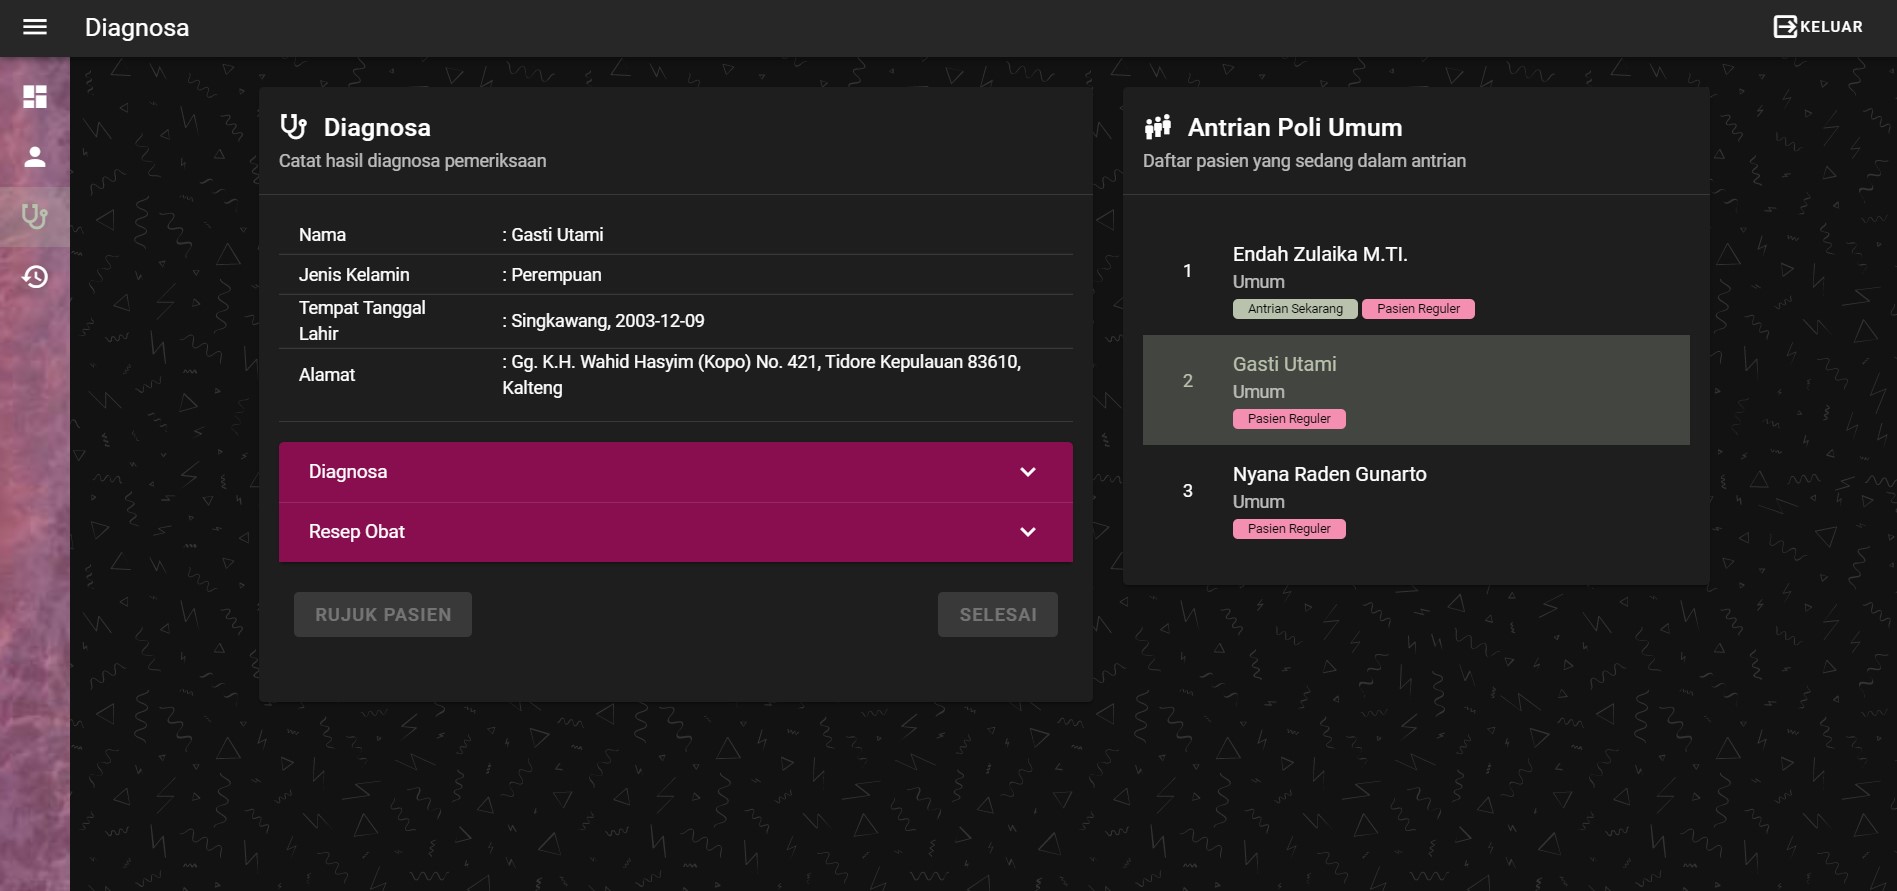 Diagnosa
KELUAR
Diagnosa
Catat hasil diagnosa pemeriksaan
Nama : Gasti Utami
Jenis Kelamin : Perempuan
Tempat Tanggal
Lahir
: Singkawang, 2003-12-09
Alamat
: Gg. K.H. Wahid Hasyim (Kopo) No. 421, Tidore Kepulauan 83610,
Kalteng
Diagnosa
Resep Obat
RUJUK PASIEN
SELESAI
Antrian Poli Umum
Daftar pasien yang sedang dalam antrian
1
Endah Zulaika M.TI.
Umum
Antrian Sekarang Pasien Reguler
2
Gasti Utami
Umum
Pasien Reguler
3
Nyana Raden Gunarto
Umum
Pasien Reguler